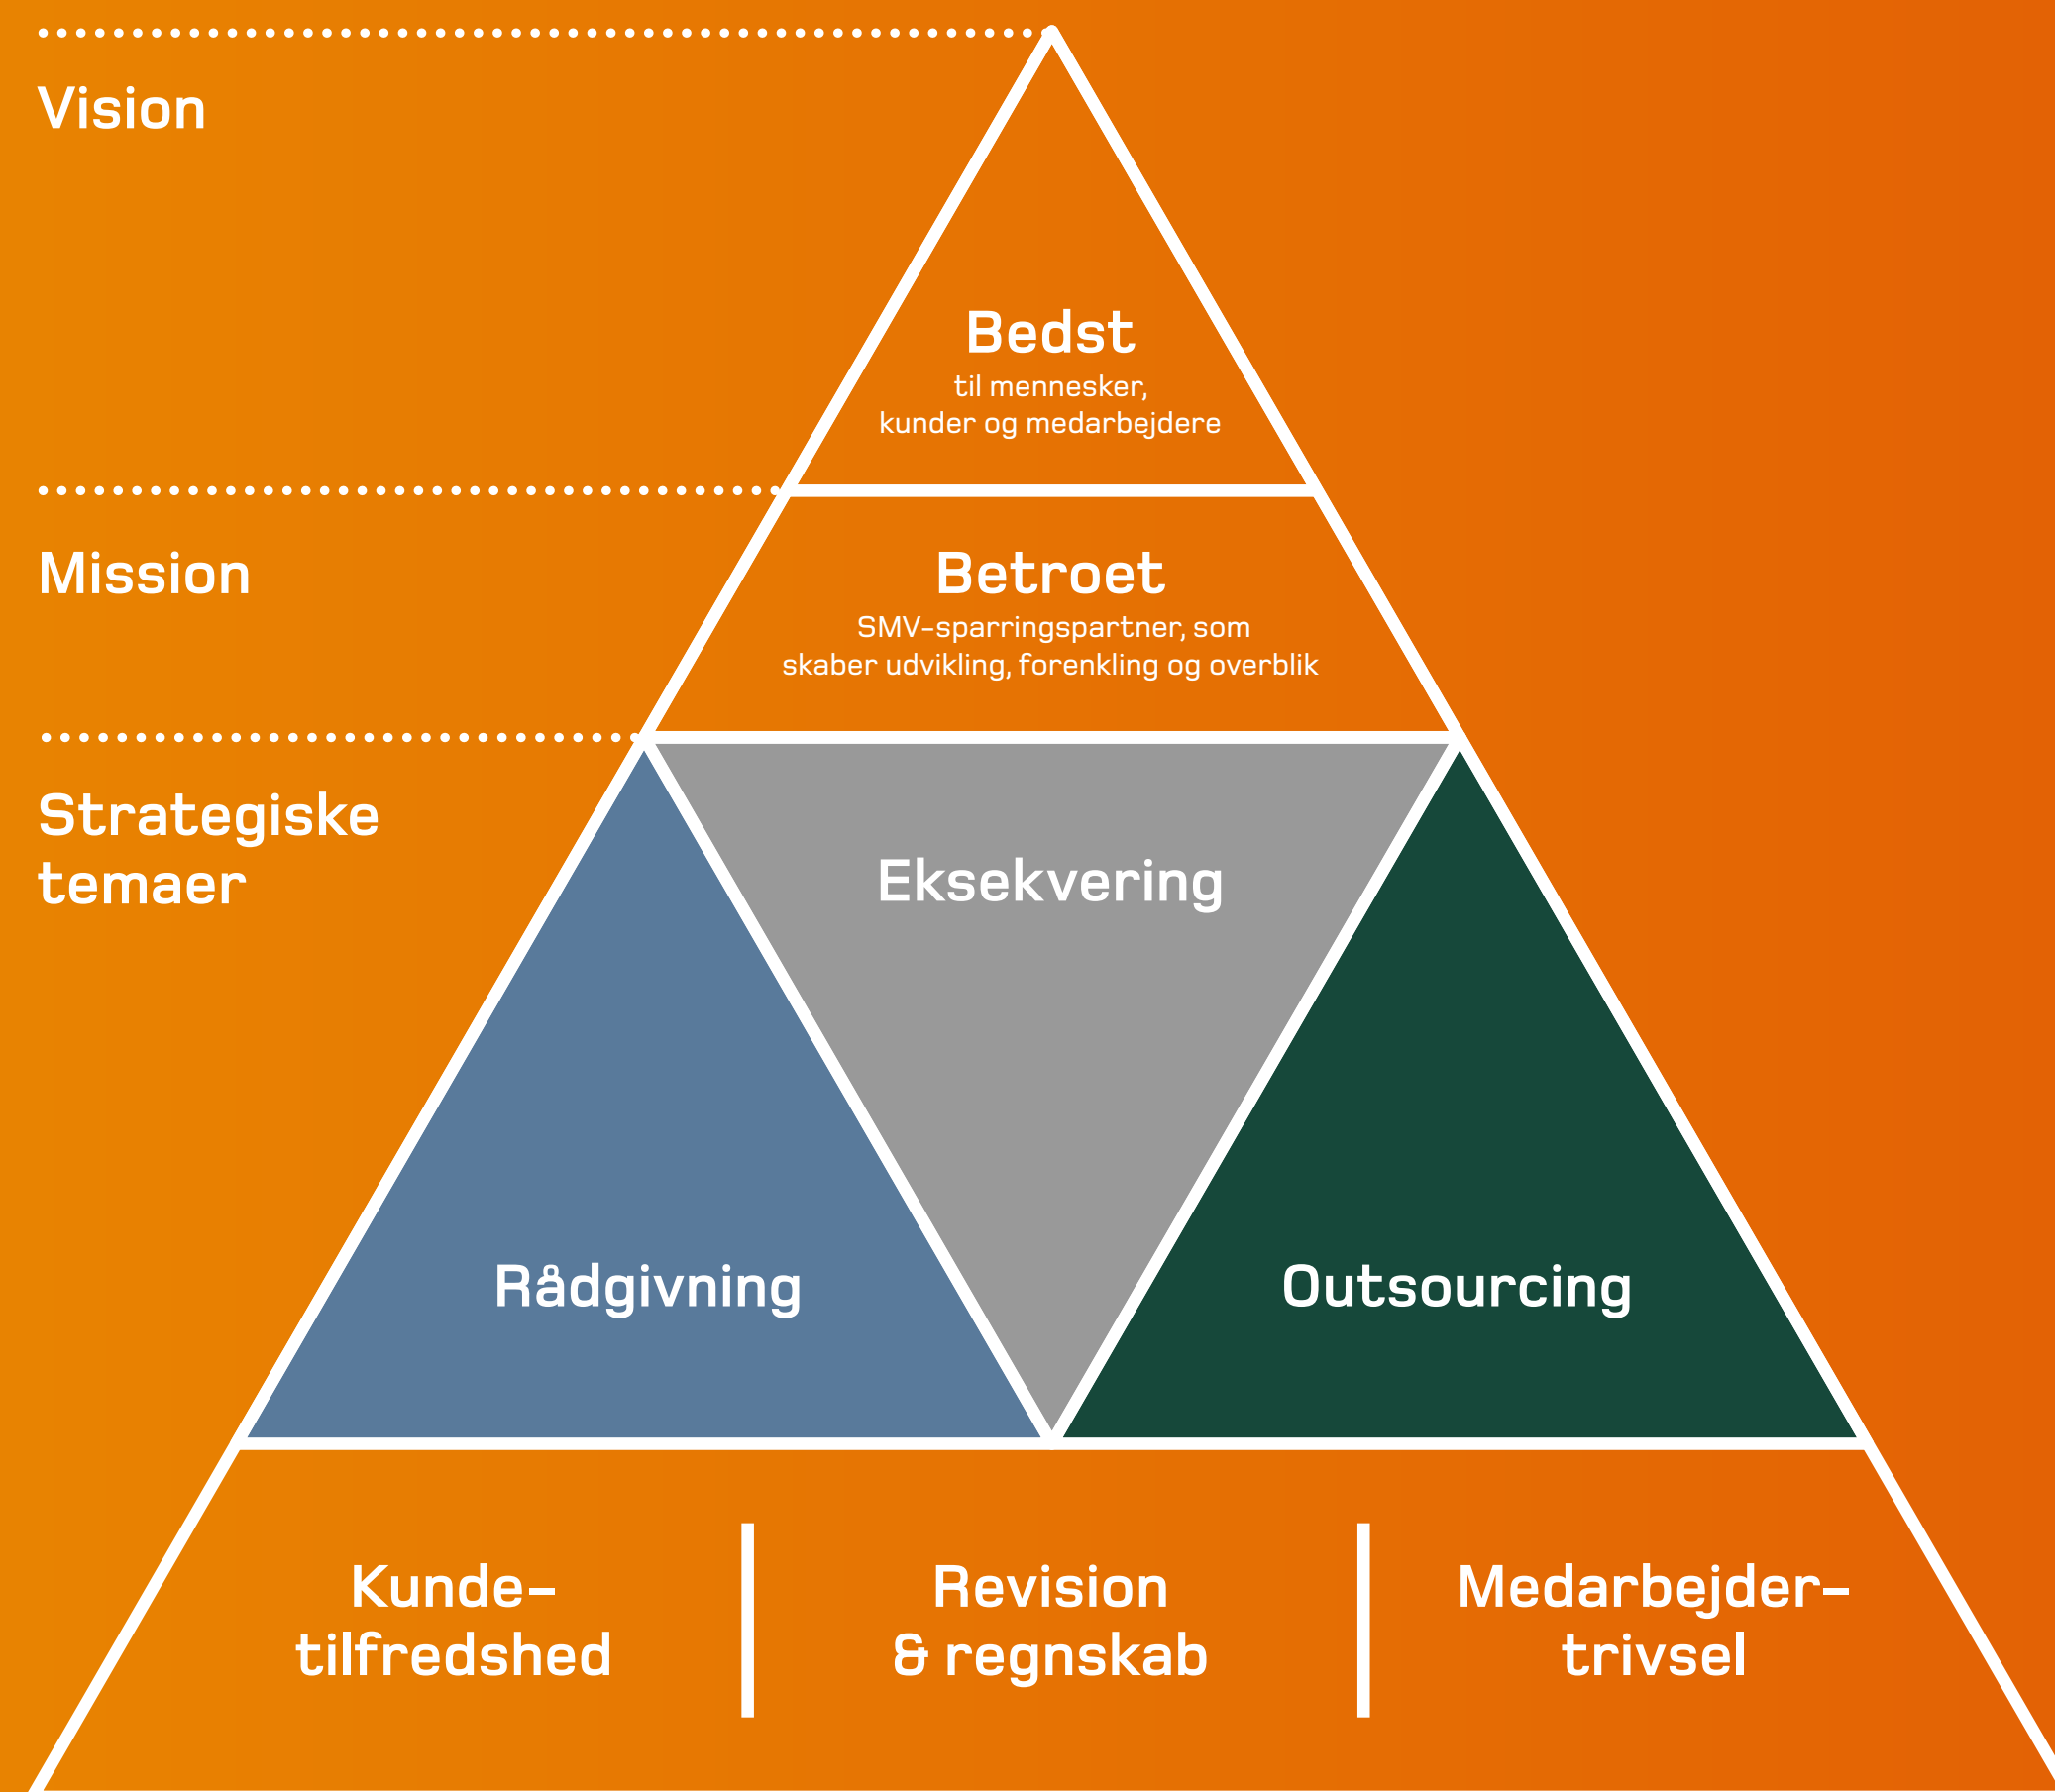 Vision
Bedst
til mennesker,
kunder og medarbejdere
Mission
Betroet
SMV-sparringspartner, som
skaber udvikling, forenkling og overblik
Strategiske
temaer
Eksekvering
Rådgivning
Outsourcing
Kunde-
tilfredshed
Revision
& regnskab
Medarbejder-
trivsel